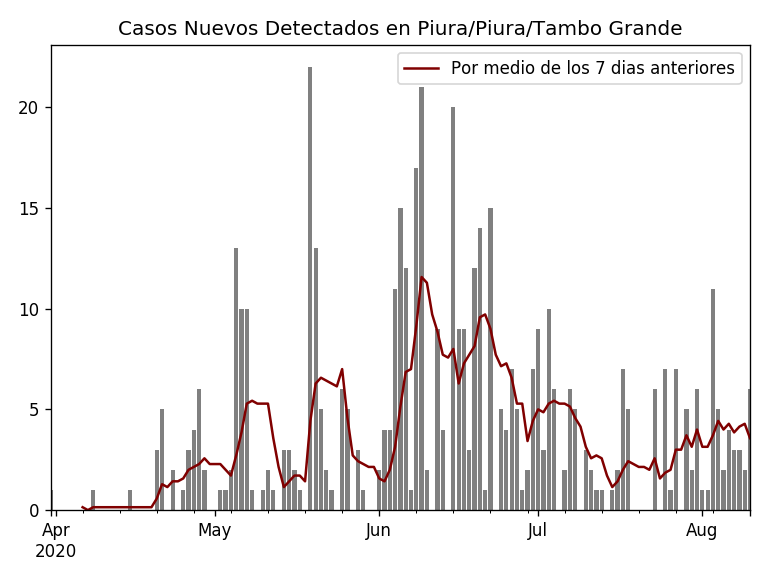 Casos Nuevos Detectados en Piura/Piura/Tambo Grande
Por medio de los 7 dias anteriores
20
15
10
5
0
Apr May Jun Jul Aug
2020